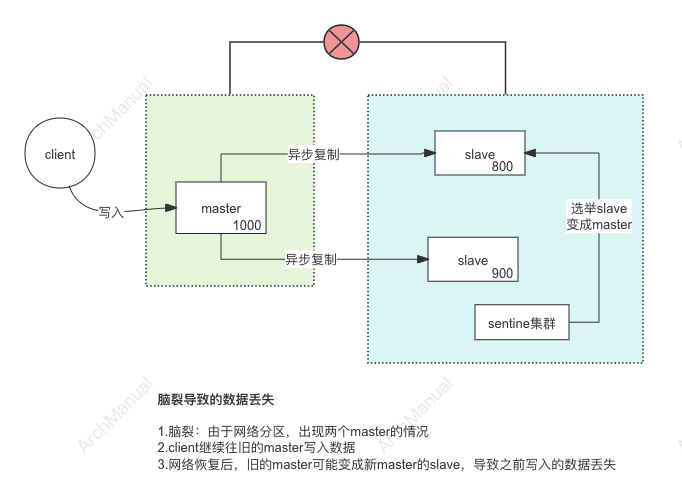 ArchManual
client
写入
master
1000
异步复制
异步复制
slave
800
slave
900
选举slave
变成master
sentine集群
脑裂导致的数据丢失
1.脑裂：由于网络分区，出现两个master的情况
2.client继续往旧的master写入数据
3.网络恢复后，旧的master可能变成新master的slave，导致之前写入的数据丢失
ArchManual
ArchManual